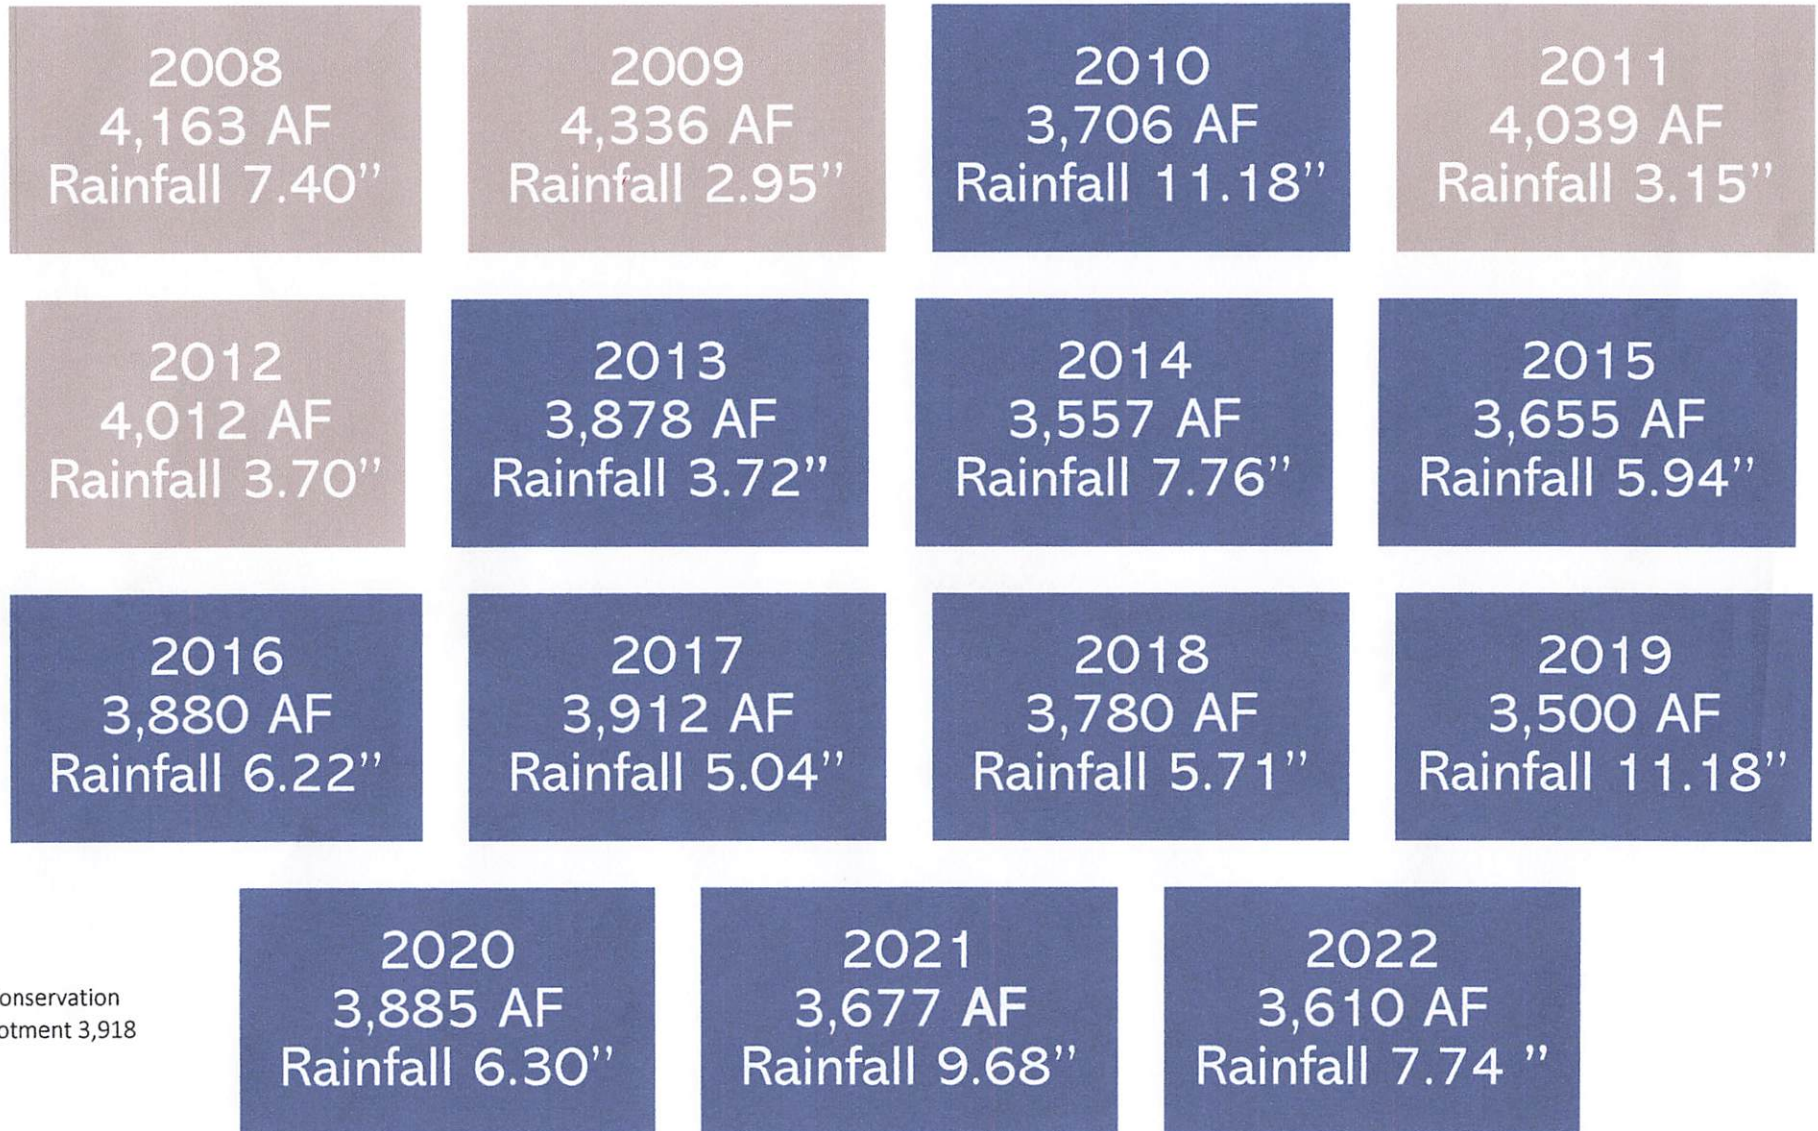 2008
4,163 AF
Rainfall 7.40’’
2009
4,336 AF
Rainfall 2.95’’
2010
3,706 AF
Rainfall 11.18’’
2011
4,039 AF
Rainfall 3.15’’
2012
4,012 AF
Rainfall 3.70’’
2013
3,878 AF
Rainfall 3.72’’
2014
3,557 AF
Rainfall 7.76’’
2015
3,655 AF
Rainfall 5.94’’
2016
3,880 AF
Rainfall 6.22’’
2017
3,912 AF
Rainfall 5.04’’
2018
3,780 AF
Rainfall 5.71’’
2019
3,500 AF
Rainfall 11.18’’
onservation
otment 3,918
2020
3,885 AF
Rainfall 6.30’’
2021
3,677 AF
Rainfall 9.68’’
2022
3,610 AF
Rainfall 7.74 ’’